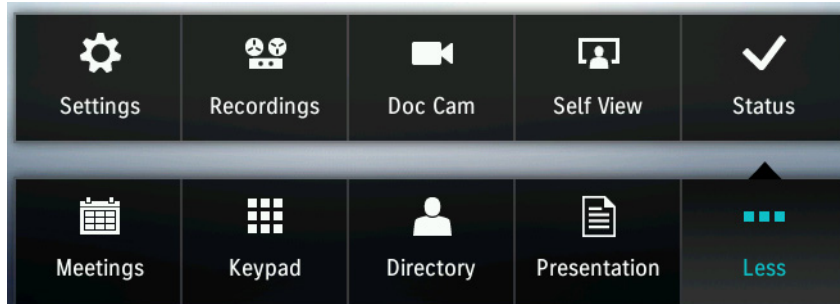 Settings
Recordings
Doc Cam
Self View
Status
Meetings
Keypad
Directory
Presentation
Less